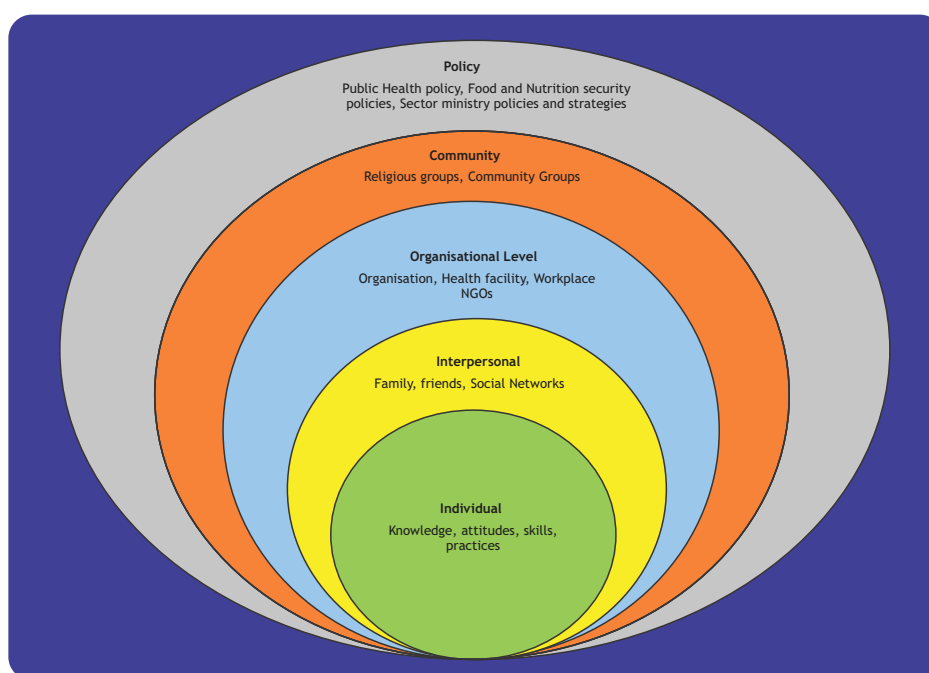 Policy
Public Health policy, Food and Nutrition security
policies, Sector ministry policies and strategies
Community
Religious groups, Community Groups
Organisational Level
Organisation, Health facility, Workplace
NGOs
Interpersonal
Family, friends, Social Networks
Individual
Knowledge, attitudes, skills,
practices